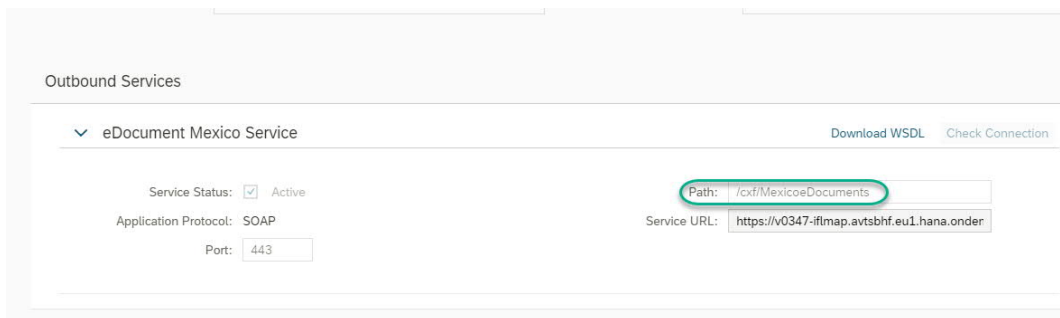 Outbound Services
eDocument Mexico Service Download WSDL Check Connection
Service Status: Active Path: /cxf/MexicoeDocuments
Application Protocol: SOAP Service URL: https://v0347-iflmap.avtsbhf.eu1.hana.onder
Port: 443